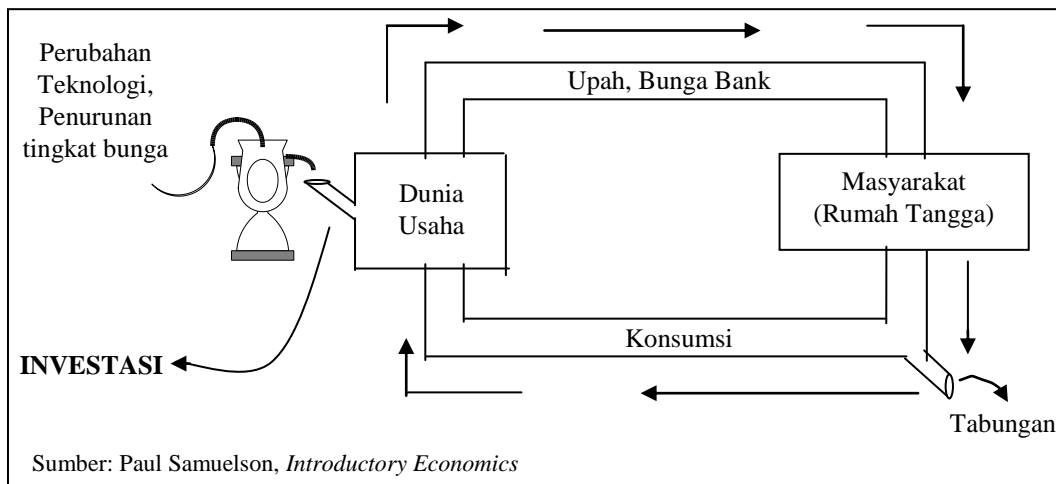 Perubahan
Teknologi,
Penurunan
tingkat bunga
Upah, Bunga Bank
Dunia
Usaha
Masyarakat
(Rumah Tangga)
Konsumsi
INVESTASI
Tabungan
Sumber: Paul Samuelson, Introductory Economics